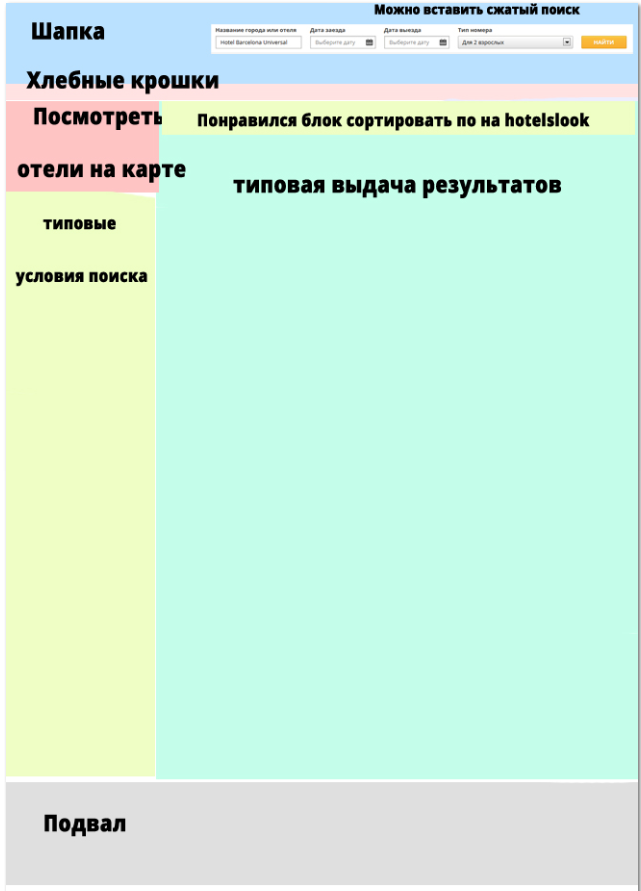 Можно вставить сжатый поиск
Шапка
Название города или отеля Дата заезда Дата выезда Тип номера
Hotel Barcelona Universal Выберите дату Выберите дату Для 2 взрослых НАЙТИ
Хлебные крошки
Посмотреть
отели на карте
Понравился блок сортировать по на hotelslook
типовая выдача результатов
типовые
условия поиска
Подвал